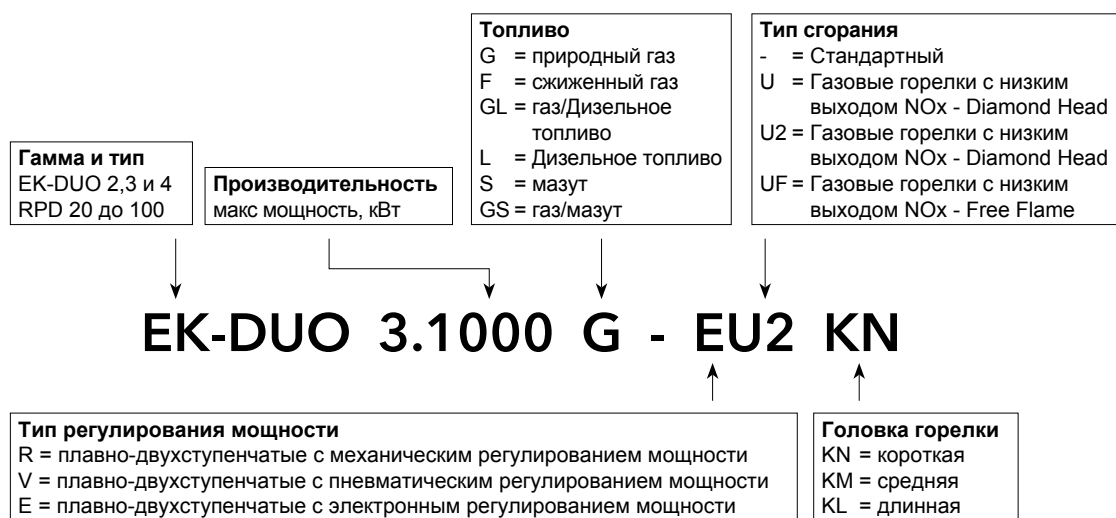 Топливо
G = природный газ
F = сжиженный газ
GL = газ/Дизельное
топливо
L = Дизельное топливо
S = мазут
GS = газ/мазут
Тип сгорания
- = Стандартный
U = Газовые горелки с низким
выходом NOx - Diamond Head
U2 = Газовые горелки с низким
выходом NOx - Diamond Head
UF = Газовые горелки с низким
выходом NOx - Free Flame
Гамма и тип
EK-DUO 2,3 и 4
RPD 20 до 100
Производительность
макс мощность, кВт
EK-DUO 3.1000 G - EU2 KN
Тип регулирования мощности
R = плавно-двухступенчатые с механическим регулированием мощности
V = плавно-двухступенчатые с пневматическим регулированием мощности
E = плавно-двухступенчатые с электронным регулированием мощности
Головка горелки
KN = короткая
KM = средняя
KL = длинная